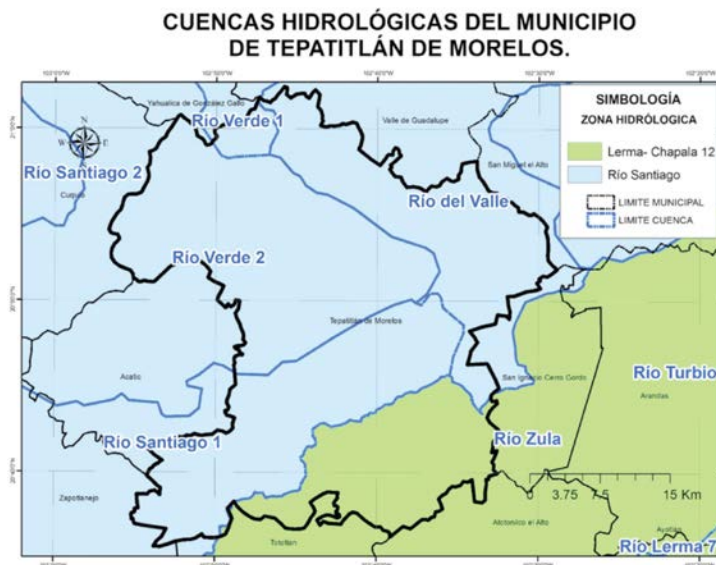 CUENCAS HIDROLÓGICAS DEL MUNICIPIO
DE TEPATITLÁN DE MORELOS.
SIMBOLOGÍA
ZONA HIDRÓLOGICA
Lerma- Chapala 12
Río Santiago
LIMITE MUNICIPAL
LIMITE CUENCA
Yahualica de González Gallo
Río Verde 1
Valle de Guadalupe
N
W
E
S
San Miguel el Alto
Río Santiago 2
Cuquío
Río del Valle
Río Verde 2
Tepatitlán de Morelos
Acatic
San Ignacio Cerro Gordo
Río Turbio
Arandas
Río Santiago 1
Río Zula
Zapotlanejo
0 3.75 7.5 15 Km
Tototlán
Atotonilco el Alto
Ayotlán
Río Lerma 7